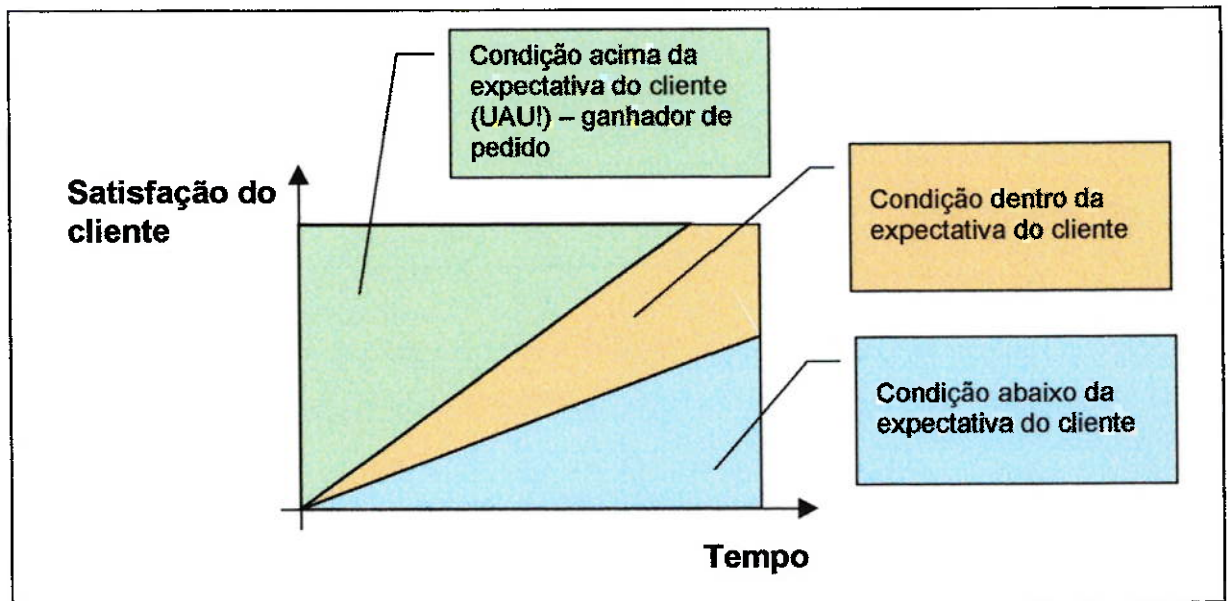 Condição acima da
expectativa do cliente
(UAU!) – ganhador de
pedido
Satisfação do
cliente
Condição dentro da
expectativa do cliente
Condição abaixo da
expectativa do cliente
Tempo